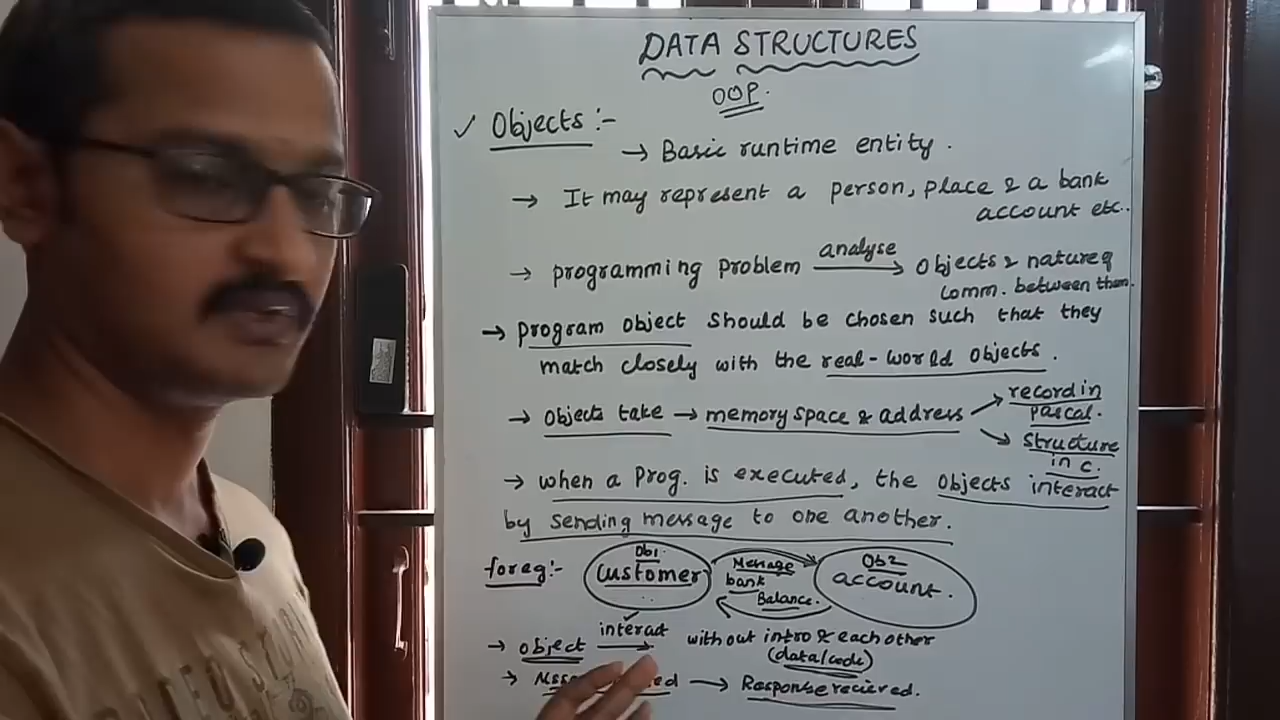 DATA STRUCTURES
OOP.
✓ Objects :-
→ Basic runtime entity.
→ It may represent a person, place & a bank
account etc..
→ programming problem analyse → objects & nature of
comm. between them.
→ program object should be chosen such that they
match closely with the real-world objects.
→ objects take → memory space & address
record in
pascal.
structure
in c.
→ when a prog. is executed, the objects interact
by sending message to one another.
foreg:-
Ob1.
customer
Message
bank
Balance.
Ob2
account.
→ object interact → without intro & each other
(data/code)
→ → Response recieved.